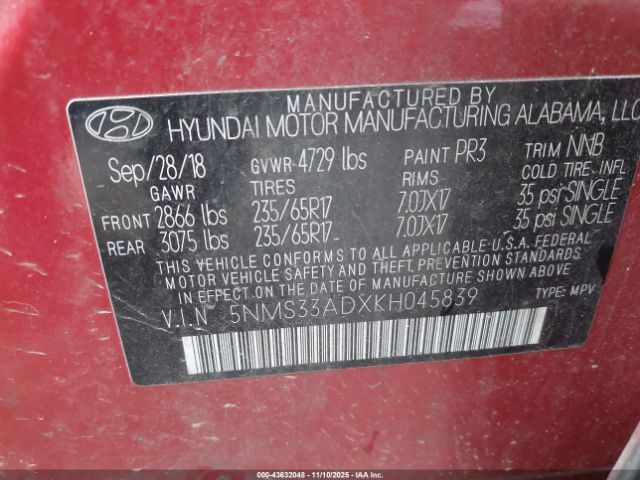 MANUFACTURED BY
HYUNDAI MOTOR MANUFACTURING ALABAMA, LLC
Sep/28/18 GVWR 4729 lbs PAINT PR3 TRIM NNB
GAWR TIRES RIMS COLD TIRE. INFL
FRONT 2866 lbs 235/65R17 7.0JX17 35 psi SINGLE
REAR 3075 lbs 235/65R17 7.0JX17 35 psi SINGLE
THIS VEHICLE CONFORMS TO ALL APPLICABLE U.S.A. FEDERAL
MOTOR VEHICLE SAFETY AND THEFT PREVENTION STANDARDS
IN EFFECT ON THE DATE OF MANUFACTURE SHOWN ABOVE.
V.I.N 5NMS33ADXKH045839 TYPE: MPV
000-43632048 - 11/10/2025 - IAAI.COM